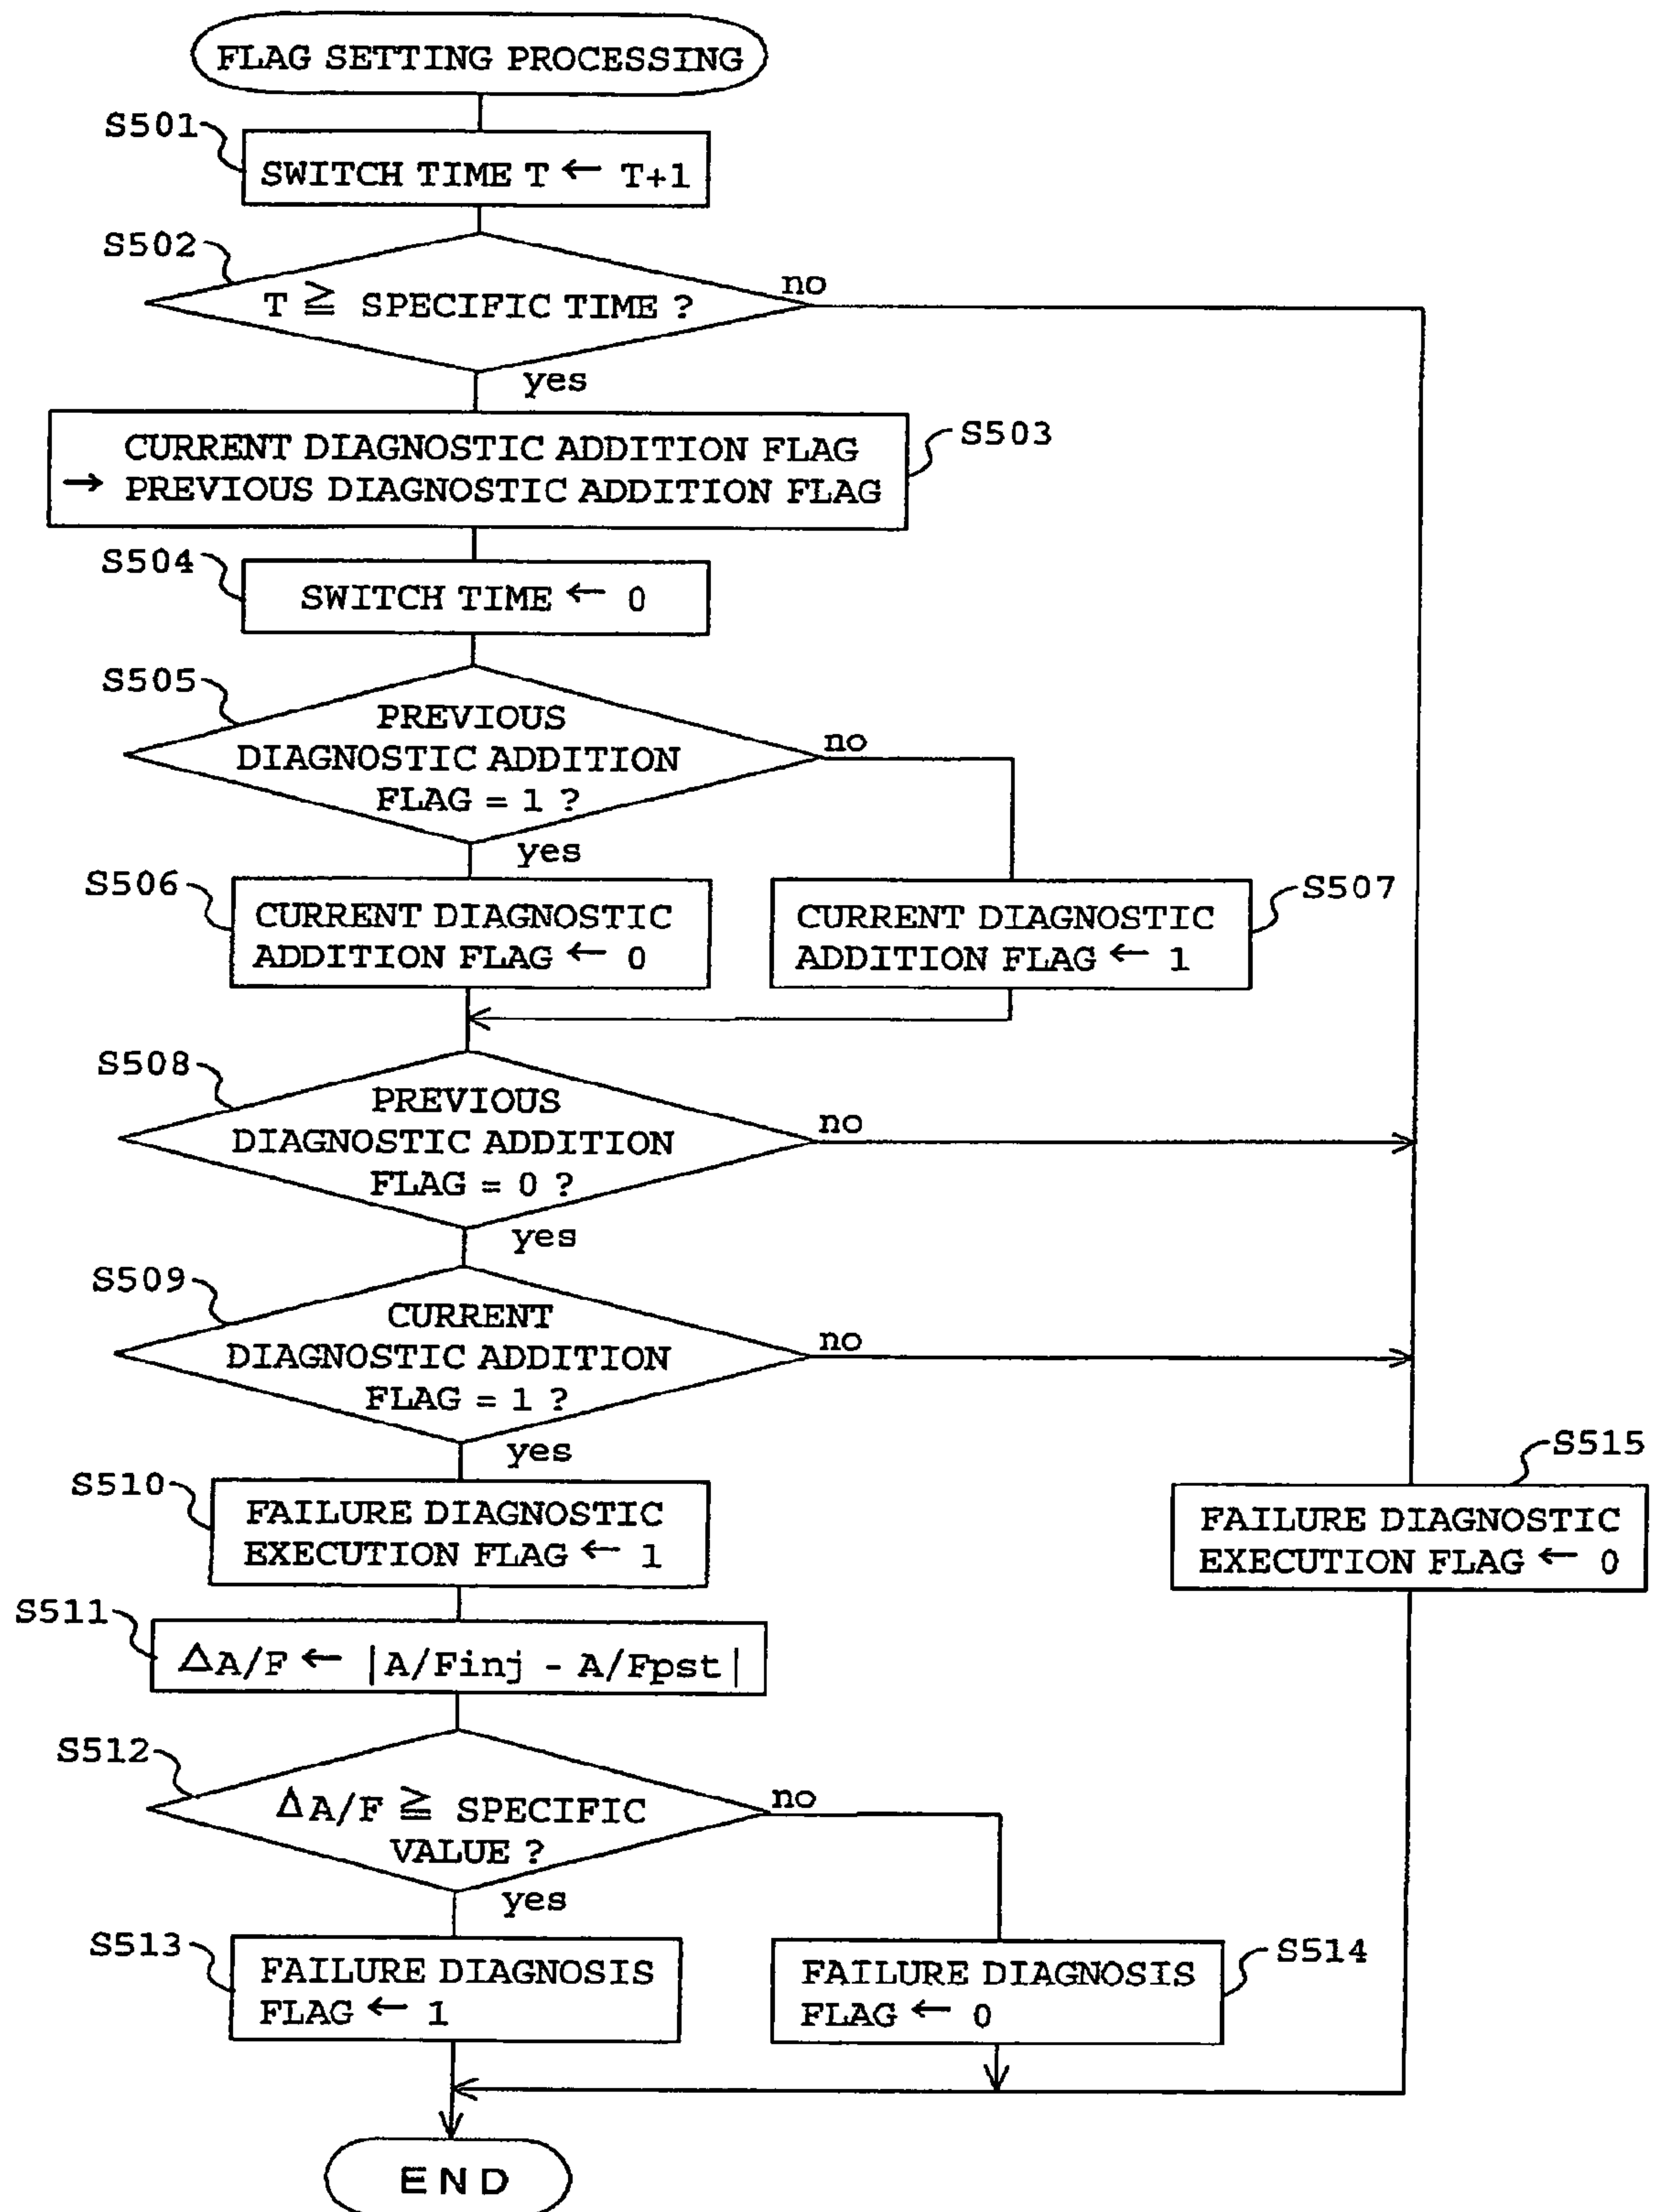 FLAG SETTING PROCESSING
S501
SWITCH TIME T ← T+1
S502
T ≧ SPECIFIC TIME ?
no
yes
CURRENT DIAGNOSTIC ADDITION FLAG
→ PREVIOUS DIAGNOSTIC ADDITION FLAG
S503
S504
SWITCH TIME ← 0
S505
PREVIOUS
DIAGNOSTIC ADDITION
FLAG = 1 ?
no
yes
S506
CURRENT DIAGNOSTIC
ADDITION FLAG ← 0
CURRENT DIAGNOSTIC
ADDITION FLAG ← 1
S507
S508
PREVIOUS
DIAGNOSTIC ADDITION
FLAG = 0 ?
no
yes
S509
CURRENT
DIAGNOSTIC ADDITION
FLAG = 1 ?
no
yes
S510
FAILURE DIAGNOSTIC
EXECUTION FLAG ← 1
S515
FAILURE DIAGNOSTIC
EXECUTION FLAG ← 0
S511
ΔA/F ← |A/Finj - A/Fpst|
S512
ΔA/F ≧ SPECIFIC
VALUE ?
no
yes
S513
FAILURE DIAGNOSIS
FLAG ← 1
FAILURE DIAGNOSIS
FLAG ← 0
S514
END